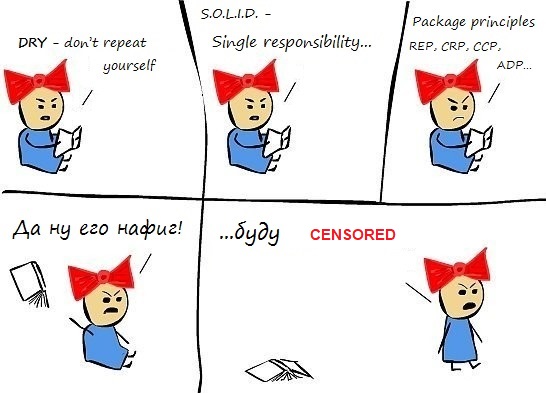 DRY - don't repeat
yourself
S.O.L.I.D. -
Single responsibility...
Package principles
REP, CRP, CCP,
ADP...
Да ну его нафиг!
...буду CENSORED